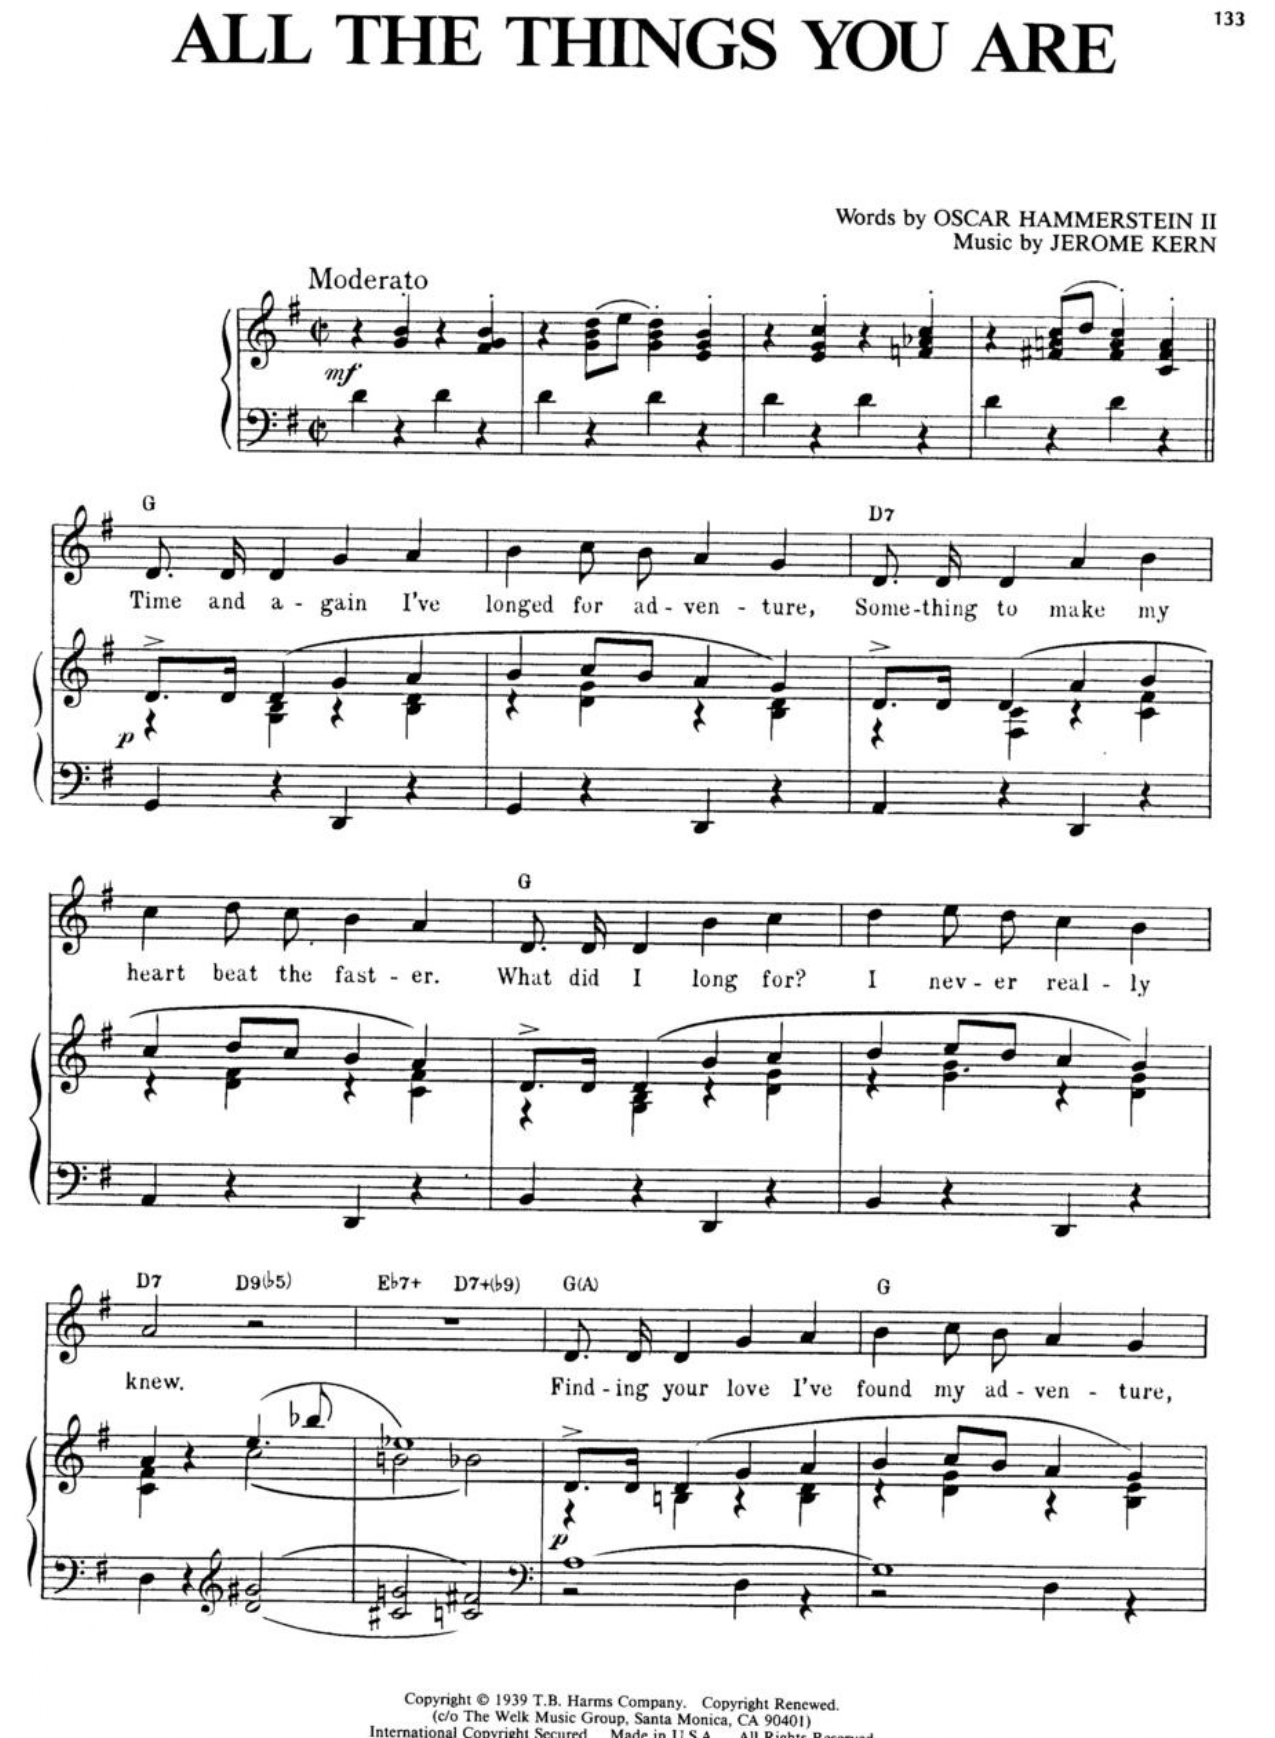 133
ALL THE THINGS YOU ARE
Words by OSCAR HAMMERSTEIN II
Music by JEROME KERN
Moderato
mf
G D7
Time and a - gain I've longed for ad - ven - ture, Some-thing to make my
p
G
heart beat the fast - er. What did I long for? I nev - er real - ly
D7 D9(♭5) E♭7+ D7+(♭9) G(A) G
knew. Find - ing your love I've found my ad - ven - ture,
p
Copyright © 1939 T.B. Harms Company. Copyright Renewed.
(c/o The Welk Music Group, Santa Monica, CA 90401)
International Copyright Secured Made in U.S.A. All Rights Reserved